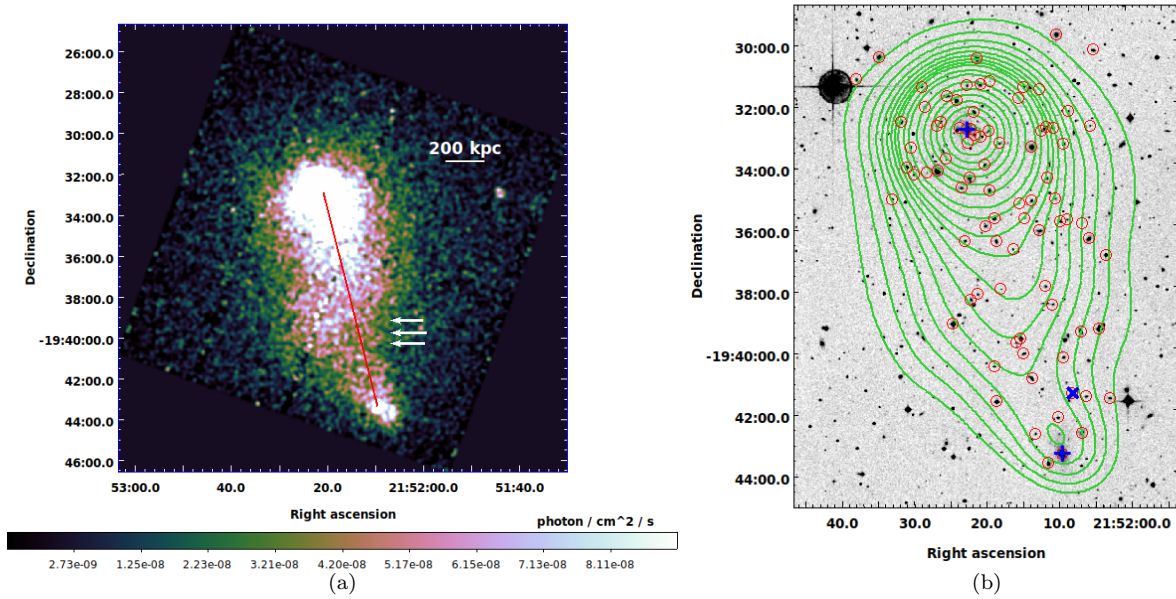 26:00.0
28:00.0
30:00.0
32:00.0
34:00.0
36:00.0
38:00.0
-19:40:00.0
42:00.0
44:00.0
46:00.0
Declination
200 kpc
53:00.0 40.0 20.0 21:52:00.0 51:40.0
Right ascension
photon / cm^2 / s
2.73e-09 1.25e-08 2.23e-08 3.21e-08 4.20e-08 5.17e-08 6.15e-08 7.13e-08 8.11e-08
(a)
30:00.0
32:00.0
34:00.0
36:00.0
38:00.0
-19:40:00.0
42:00.0
44:00.0
Declination
40.0 30.0 20.0 10.0 21:52:00.0
Right ascension
(b)